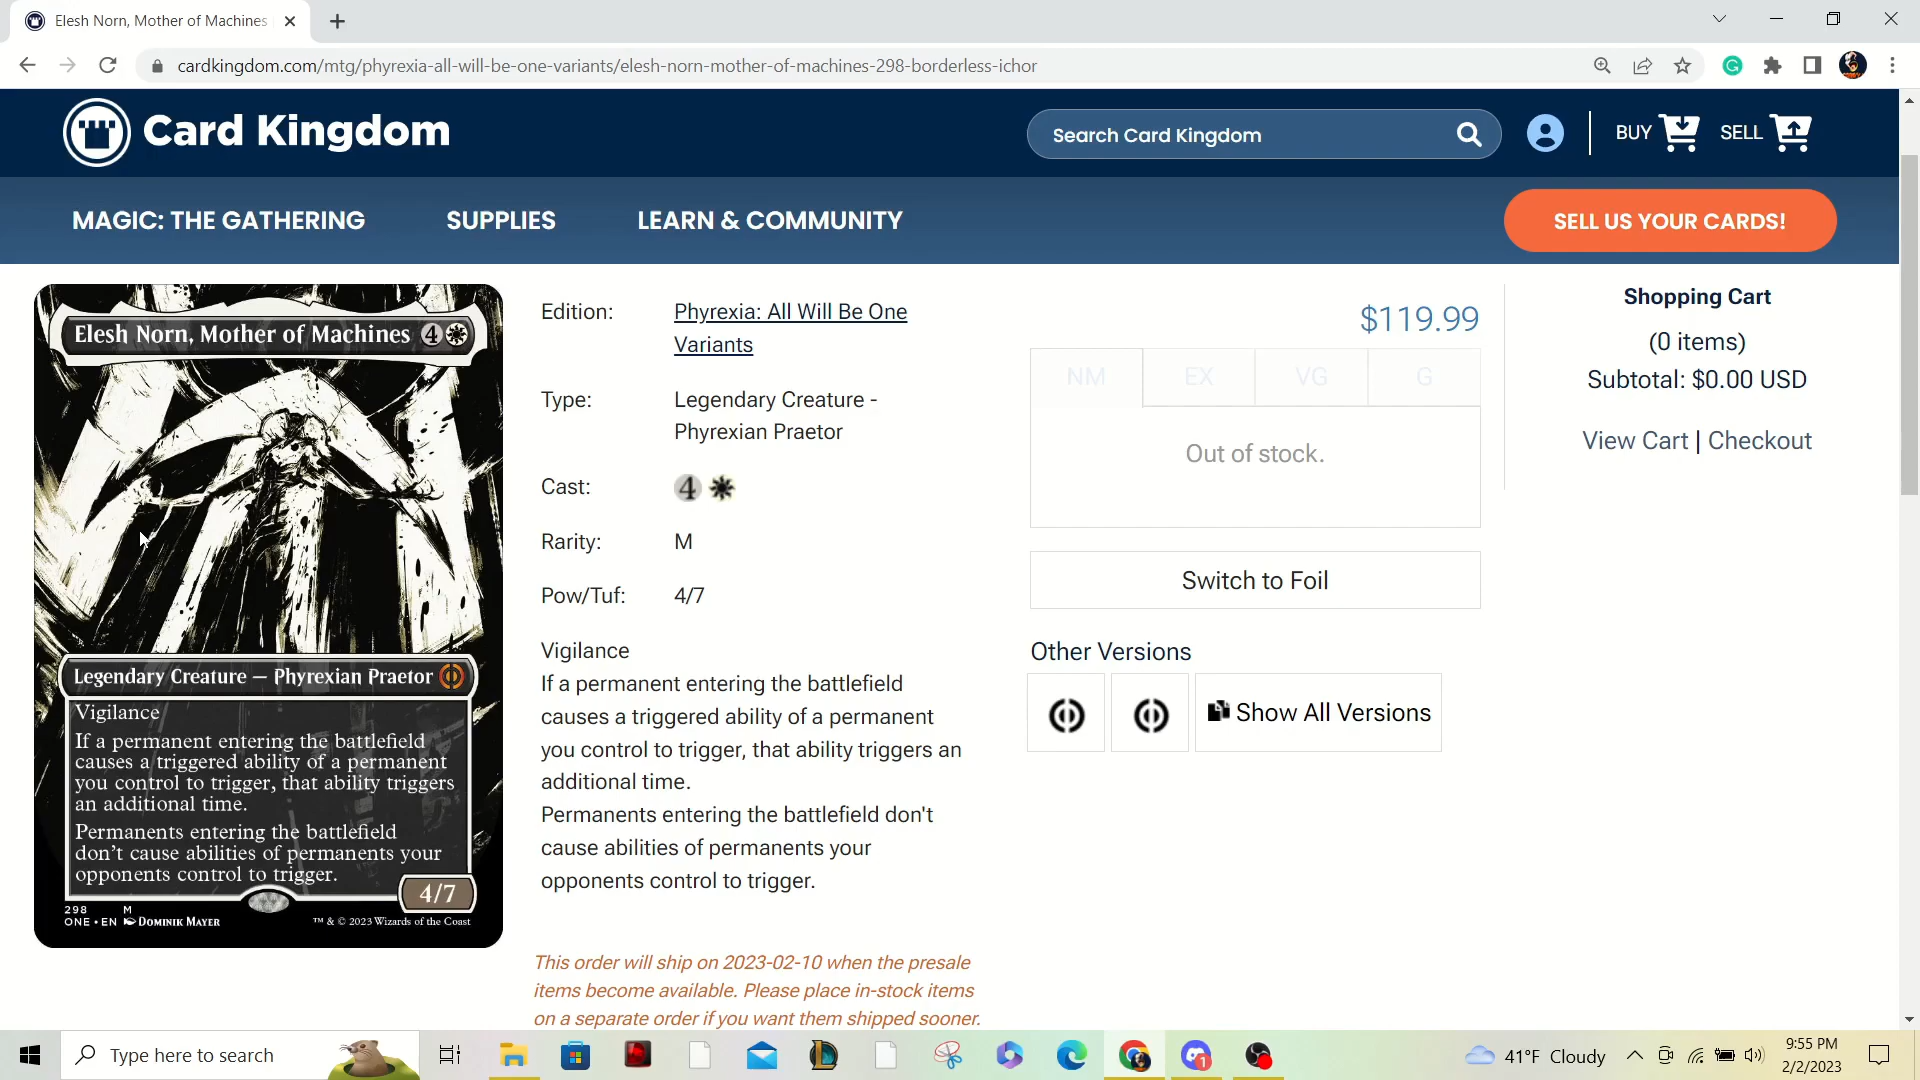 Elesh Norn, Mother of Machines
cardkingdom.com/mtg/phyrexia-all-will-be-one-variants/elesh-norn-mother-of-machines-298-borderless-ichor
Card Kingdom
Search Card Kingdom
BUY
SELL
MAGIC: THE GATHERING
SUPPLIES
LEARN & COMMUNITY
SELL US YOUR CARDS!
Elesh Norn, Mother of Machines 4
Legendary Creature — Phyrexian Praetor
Vigilance
If a permanent entering the battlefield
causes a triggered ability of a permanent
you control to trigger, that ability triggers
an additional time.
Permanents entering the battlefield
don't cause abilities of permanents your
opponents control to trigger.
4/7
298 M
ONE • EN DOMINIK MAYER
™ & © 2023 Wizards of the Coast
Edition: Phyrexia: All Will Be One
Variants
Type: Legendary Creature -
Phyrexian Praetor
Cast: 4
Rarity: M
Pow/Tuf: 4/7
Vigilance
If a permanent entering the battlefield
causes a triggered ability of a permanent
you control to trigger, that ability triggers an
additional time.
Permanents entering the battlefield don't
cause abilities of permanents your
opponents control to trigger.
This order will ship on 2023-02-10 when the presale
items become available. Please place in-stock items
on a separate order if you want them shipped sooner.
$119.99
NM EX VG G
Out of stock.
Switch to Foil
Other Versions
Show All Versions
Shopping Cart
(0 items)
Subtotal: $0.00 USD
View Cart | Checkout
Type here to search
1
41°F Cloudy
9:55 PM
2/2/2023